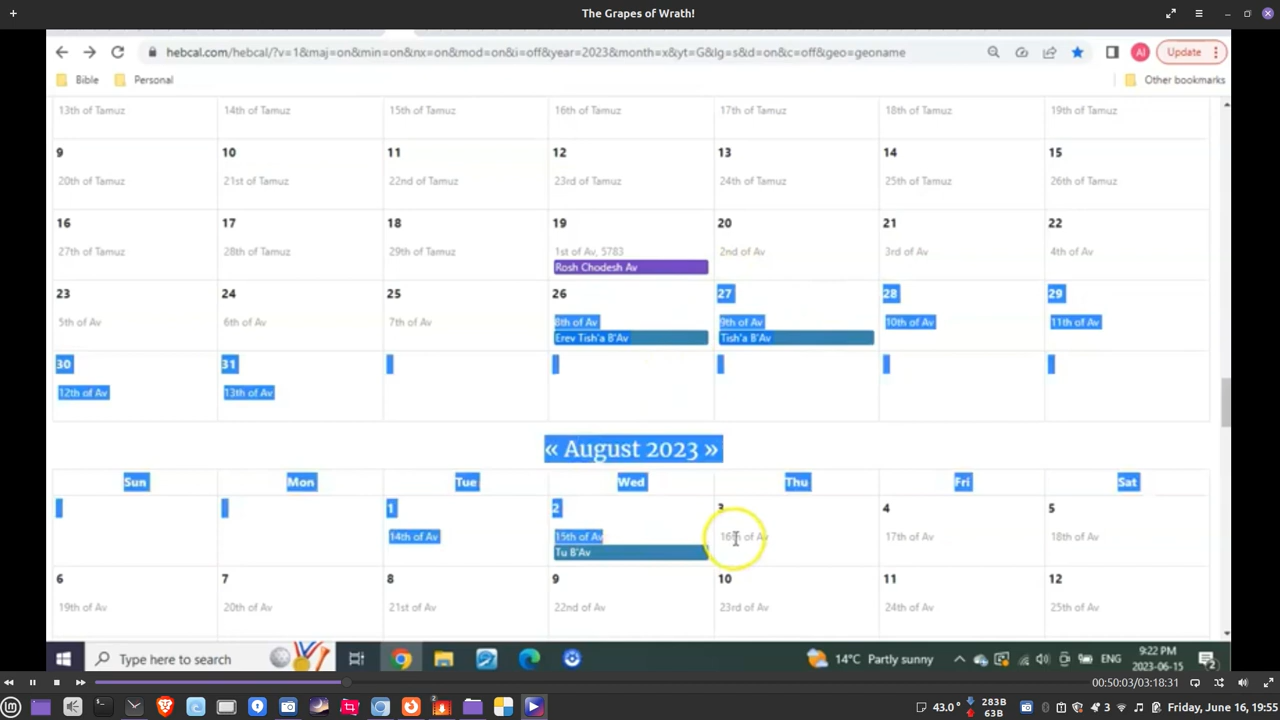 The Grapes of Wrath!
hebcal.com/hebcal/?v=1&maj=on&min=on&nx=on&mod=on&i=off&year=2023&month=x&yt=G&lg=s&d=on&c=off&geo=geoname
Update
Bible Personal Other bookmarks
13th of Tamuz 14th of Tamuz 15th of Tamuz 16th of Tamuz 17th of Tamuz 18th of Tamuz 19th of Tamuz
9 10 11 12 13 14 15
20th of Tamuz 21st of Tamuz 22nd of Tamuz 23rd of Tamuz 24th of Tamuz 25th of Tamuz 26th of Tamuz
16 17 18 19 20 21 22
27th of Tamuz 28th of Tamuz 29th of Tamuz 1st of Av, 5783 2nd of Av 3rd of Av 4th of Av
Rosh Chodesh Av
23 24 25 26 27 28 29
5th of Av 6th of Av 7th of Av 8th of Av 9th of Av 10th of Av 11th of Av
Erev Tish'a B'Av Tish'a B'Av
30 31
12th of Av 13th of Av
« August 2023 »
Sun Mon Tue Wed Thu Fri Sat
1 2 3 4 5
14th of Av 15th of Av 16th of Av 17th of Av 18th of Av
Tu B'Av
6 7 8 9 10 11 12
19th of Av 20th of Av 21st of Av 22nd of Av 23rd of Av 24th of Av 25th of Av
Type here to search 14°C Partly sunny ENG 9:22 PM
2023-06-15 2
00:50:03/03:18:31
43.0° 283B 3 Friday, June 16, 19:55
63B